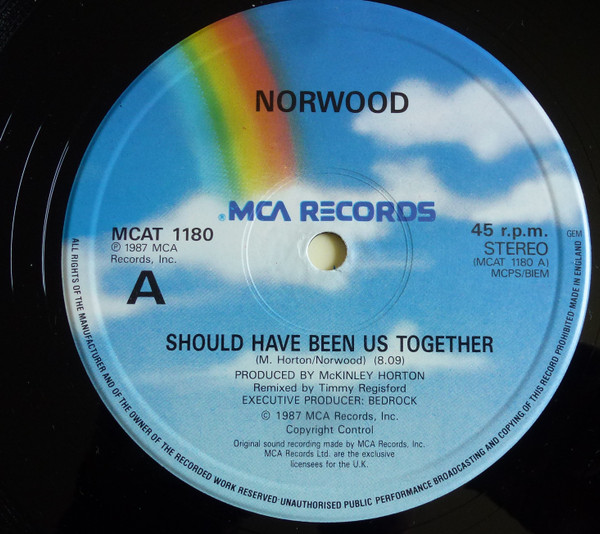 NORWOOD
®MCA RECORDS
MCAT 1180
℗ 1987 MCA
Records, Inc.
A
45 r.p.m.
STEREO
(MCAT 1180 A)
MCPS/BIEM
GEM
SHOULD HAVE BEEN US TOGETHER
(M. Horton/Norwood) (8.09)
PRODUCED BY McKINLEY HORTON
Remixed by Timmy Regisford
EXECUTIVE PRODUCER: BEDROCK
© 1987 MCA Records, Inc.
Copyright Control
Original sound recording made by MCA Records, Inc.
MCA Records Ltd. are the exclusive
licensees for the U.K.
ALL RIGHTS OF THE MANUFACTURER AND OF THE OWNER OF THE RECORDED WORK RESERVED·UNAUTHORISED PUBLIC PERFORMANCE BROADCASTING AND COPYING OF THIS RECORD PROHIBITED MADE IN ENGLAND